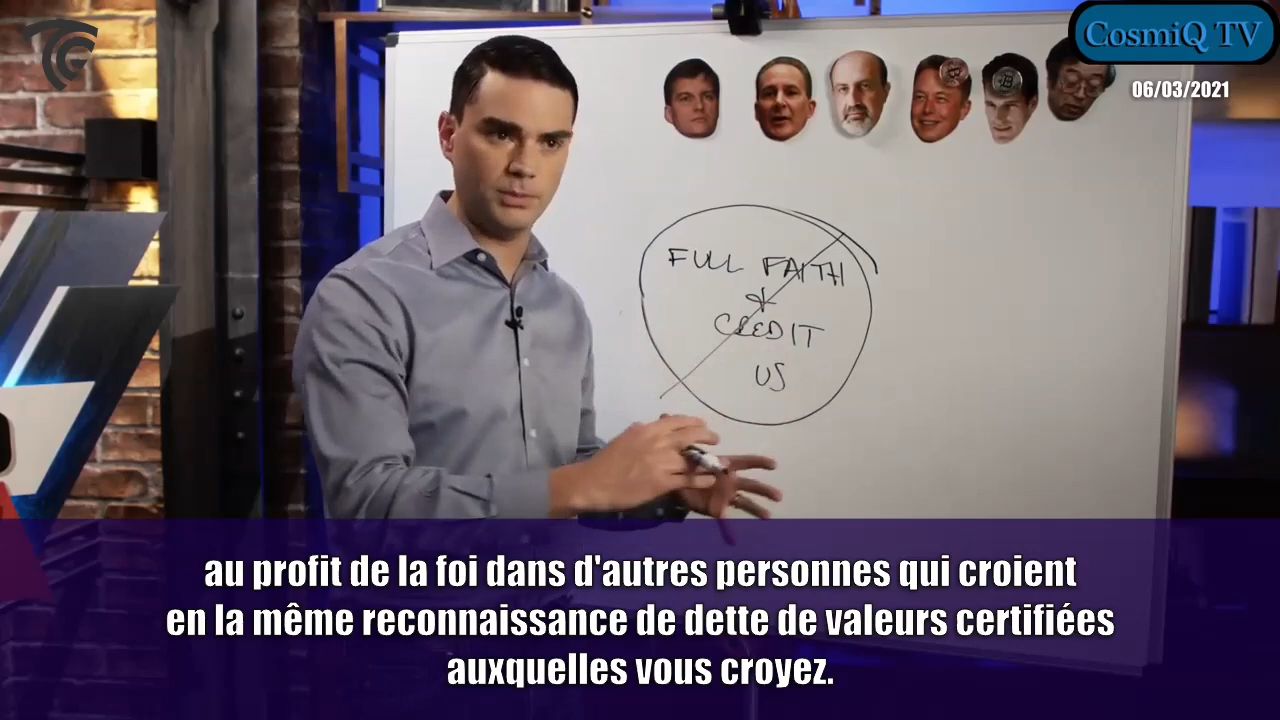 CosmiQ TV
06/03/2021
FULL FAITH
&
CREDIT
US
au profit de la foi dans d'autres personnes qui croient
en la même reconnaissance de dette de valeurs certifiées
auxquelles vous croyez.